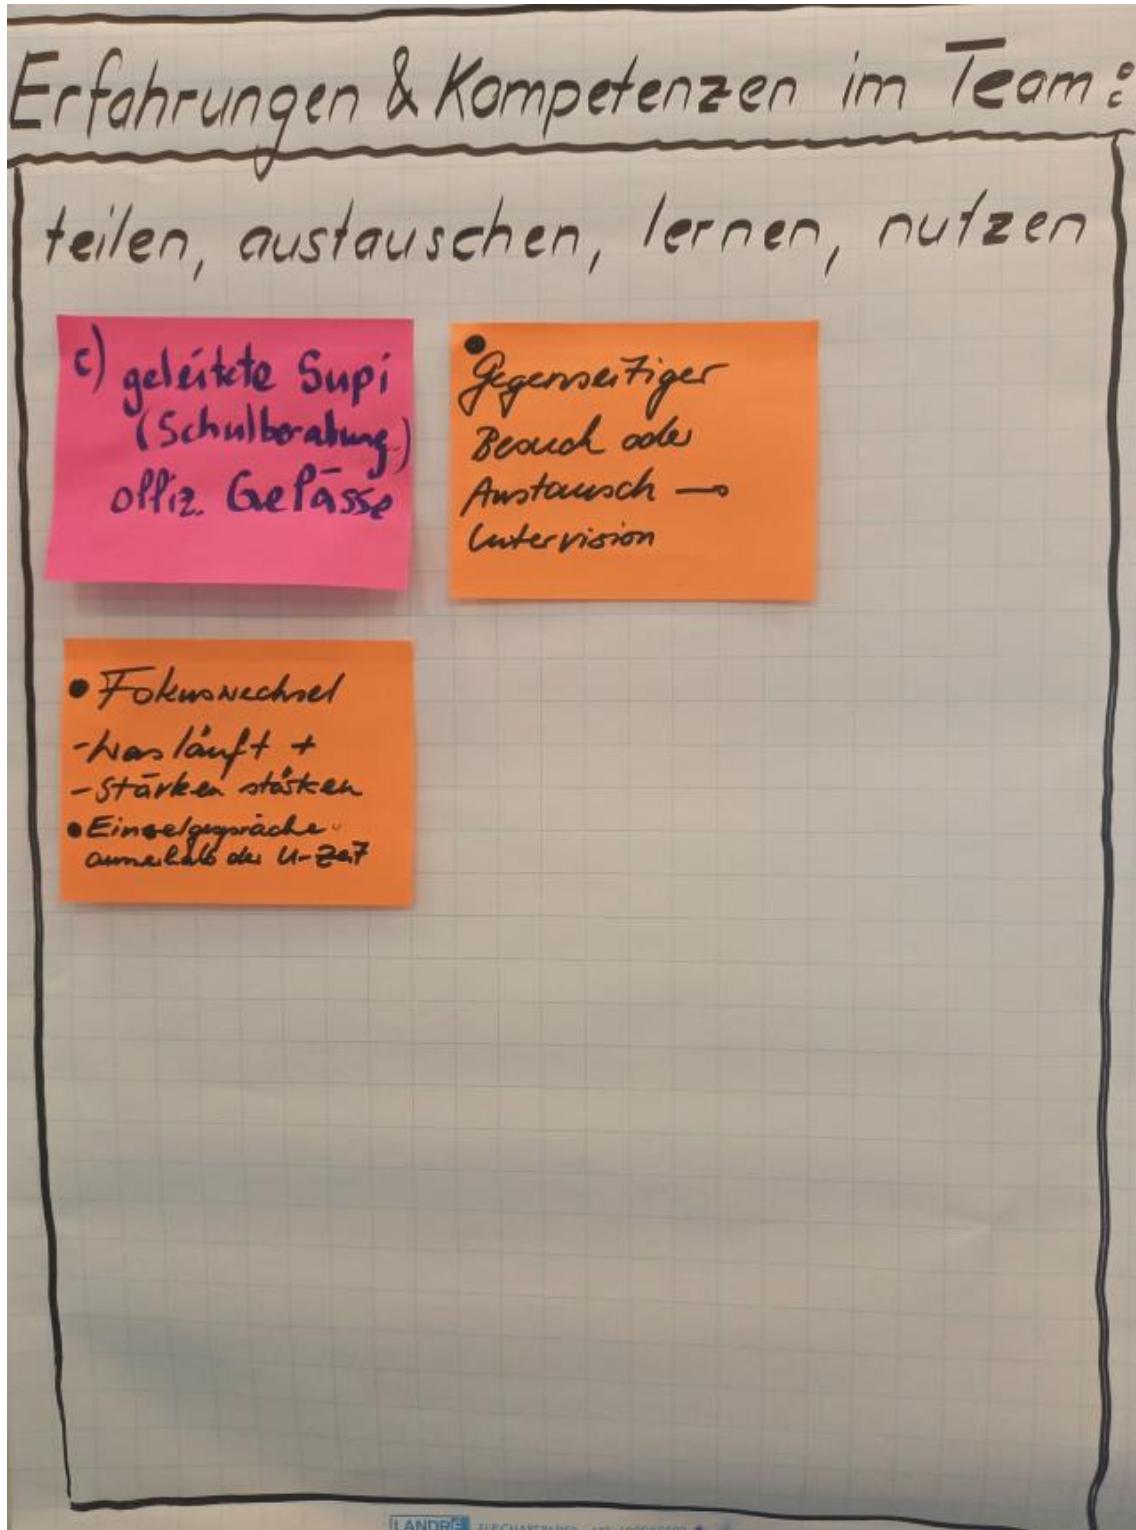 Erfahrungen & Kompetenzen im Team:
teilen, austauschen, lernen, nutzen
c) geleitete Supi
(Schulberatung)
offiz. Gefässe
• Gegenseitiger
Besuch oder
Austausch →
Intervision
• Fokuswechsel
- Was läuft +
- Stärken stärken
• Einzelgespräche
ausserhalb der U-Zeit
LANDRÉ